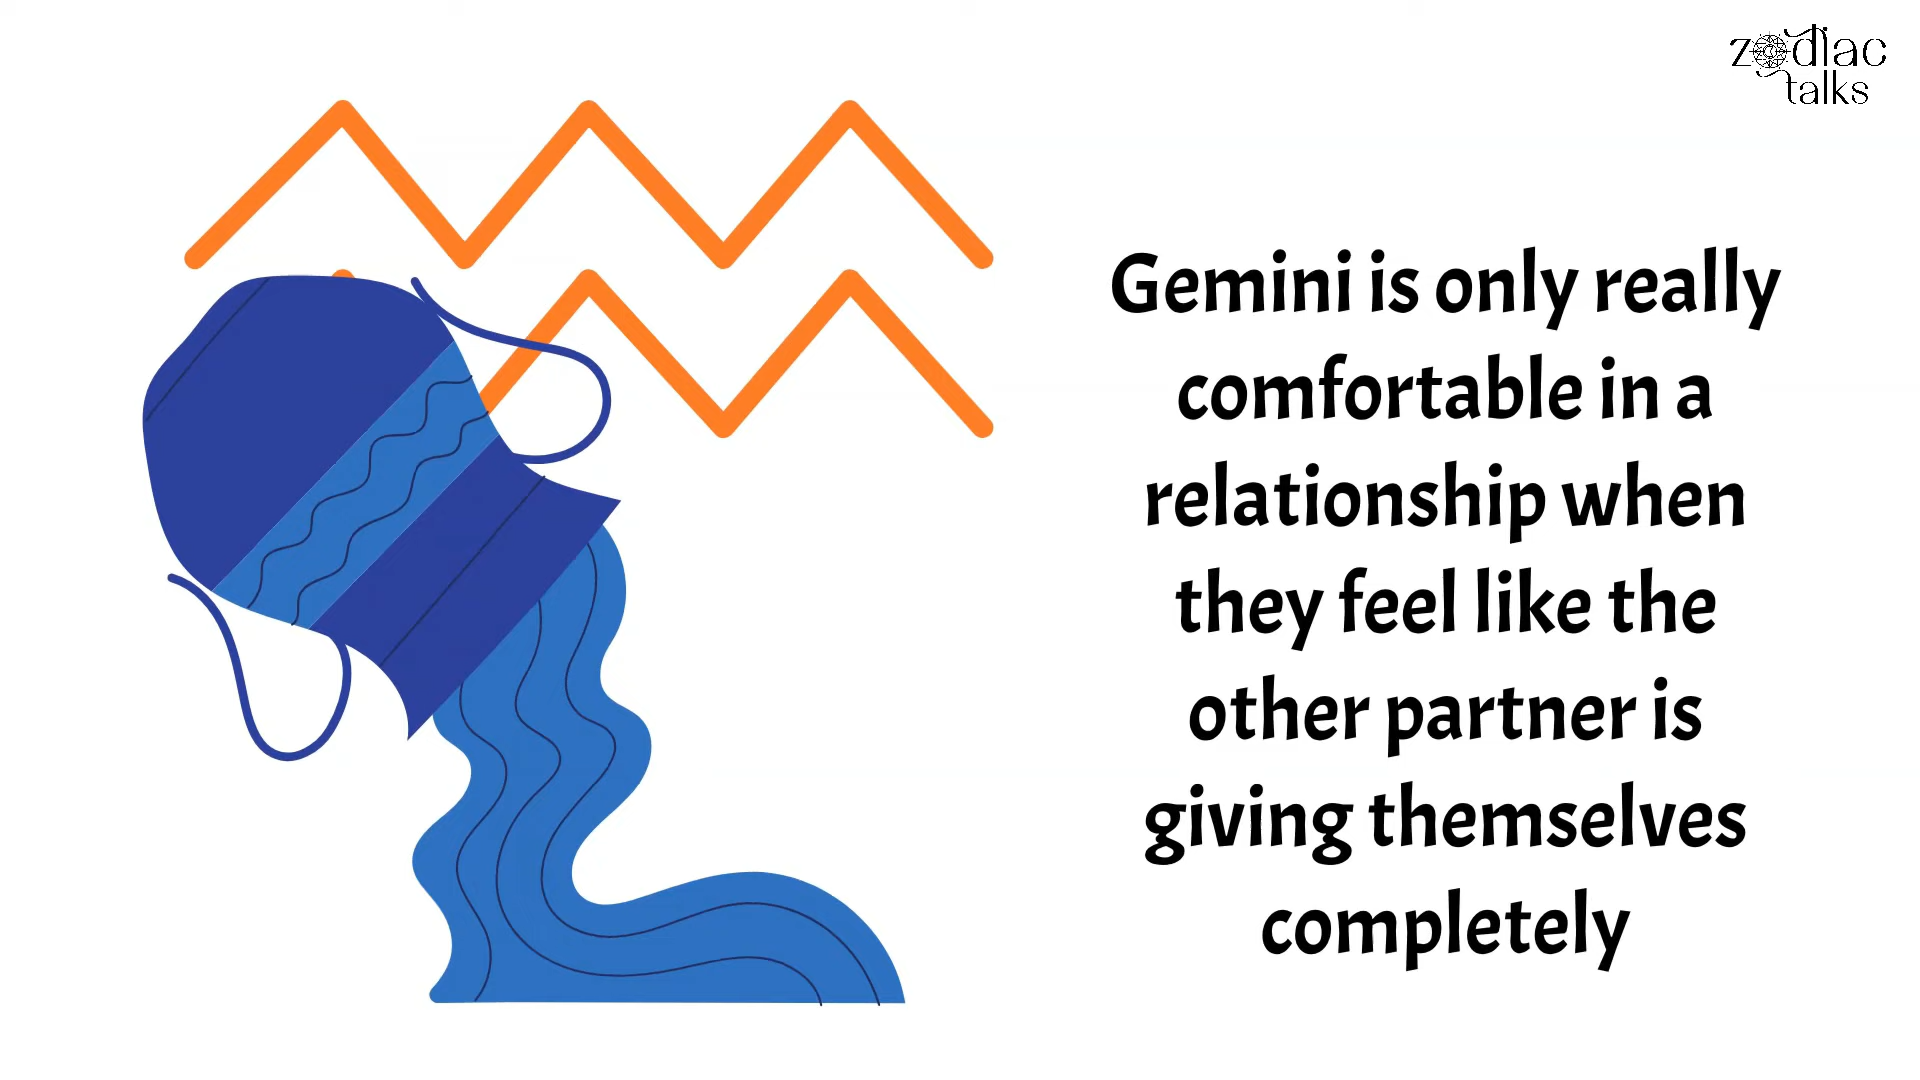 zodiac
talks
Gemini is only really
comfortable in a
relationship when
they feel like the
other partner is
giving themselves
completely